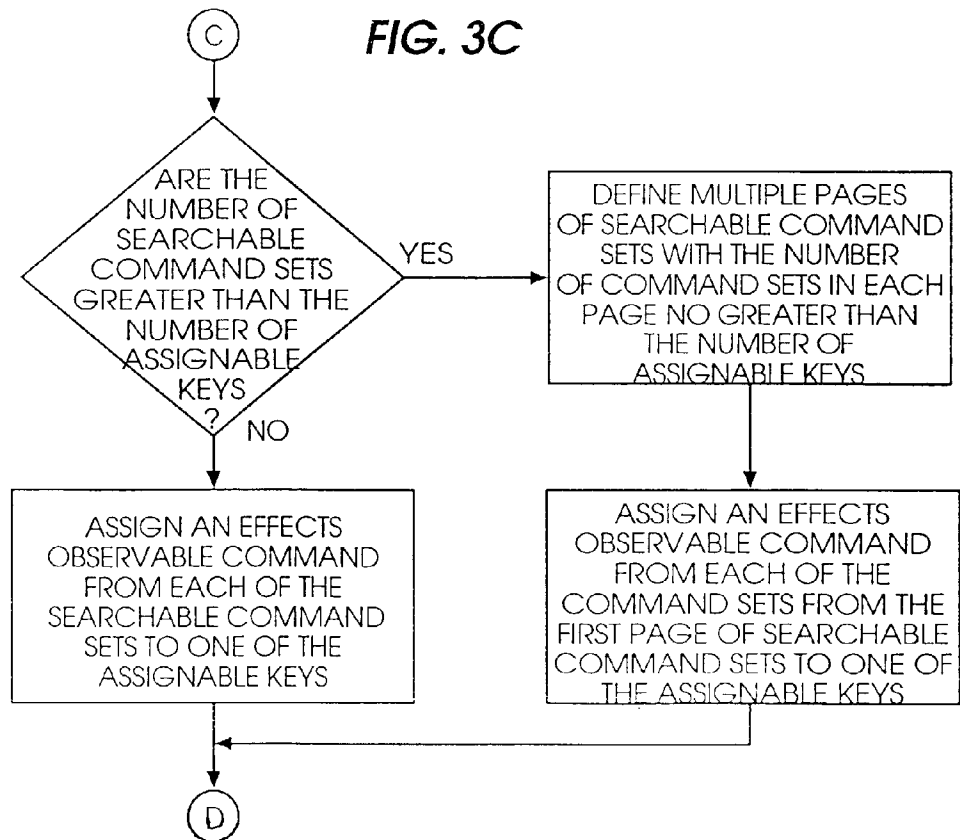 C
FIG. 3C
ARE THE
NUMBER OF
SEARCHABLE
COMMAND SETS
GREATER THAN THE
NUMBER OF
ASSIGNABLE
KEYS
?
YES
NO
DEFINE MULTIPLE PAGES
OF SEARCHABLE COMMAND
SETS WITH THE NUMBER
OF COMMAND SETS IN EACH
PAGE NO GREATER THAN
THE NUMBER OF
ASSIGNABLE KEYS
ASSIGN AN EFFECTS
OBSERVABLE COMMAND
FROM EACH OF THE
SEARCHABLE COMMAND
SETS TO ONE OF THE
ASSIGNABLE KEYS
ASSIGN AN EFFECTS
OBSERVABLE COMMAND
FROM EACH OF THE
COMMAND SETS FROM THE
FIRST PAGE OF SEARCHABLE
COMMAND SETS TO ONE OF
THE ASSIGNABLE KEYS
D